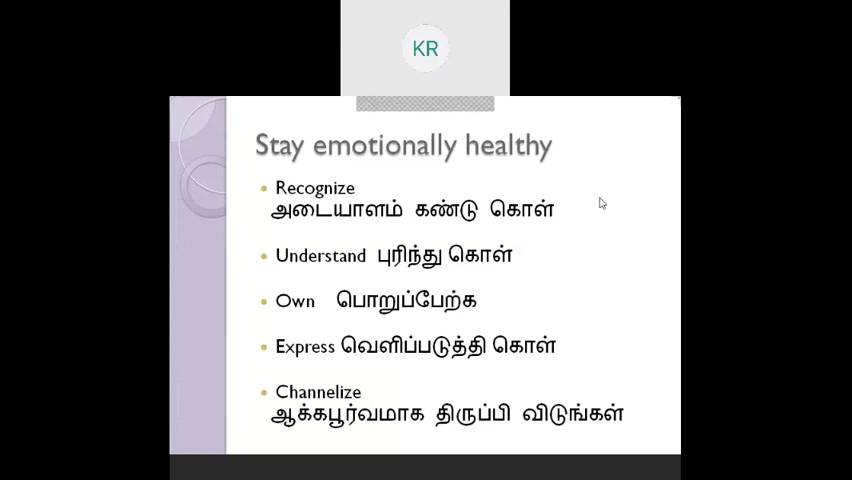 KR
Stay emotionally healthy
Recognize
அடையாளம் கண்டு கொள்
Understand புரிந்து கொள்
Own பொறுப்பேற்க
Express வெளிப்படுத்தி கொள்
Channelize
ஆக்கபூர்வமாக திருப்பி விடுங்கள்